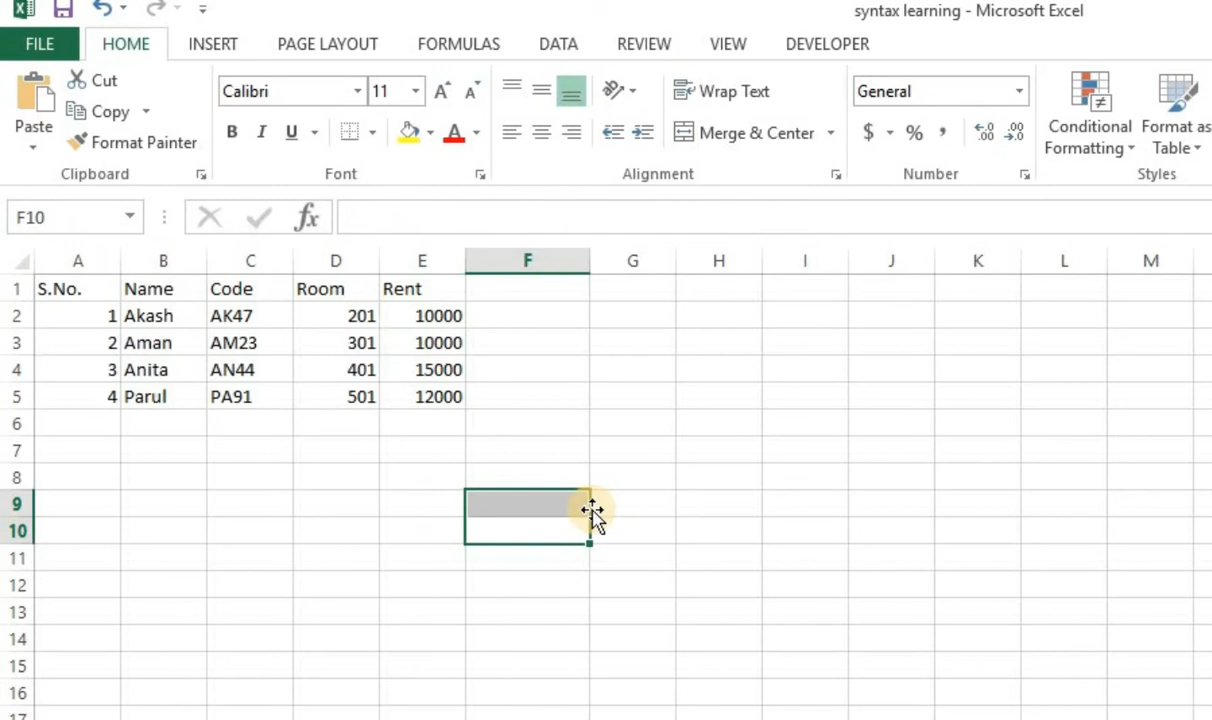 syntax learning - Microsoft Excel
FILE HOME INSERT PAGE LAYOUT FORMULAS DATA REVIEW VIEW DEVELOPER
Paste
Cut
Copy
Format Painter
Clipboard
Calibri 11
B I U
Font
Wrap Text
Merge & Center
Alignment
General
$ % ,
Number
Conditional Formatting
Format as
Table
Styles
F10 fx
A B C D E F G H I J K L M
1 S.No. Name Code Room Rent
2 1 Akash AK47 201 10000
3 2 Aman AM23 301 10000
4 3 Anita AN44 401 15000
5 4 Parul PA91 501 12000
6
7
8
9
10
11
12
13
14
15
16
17